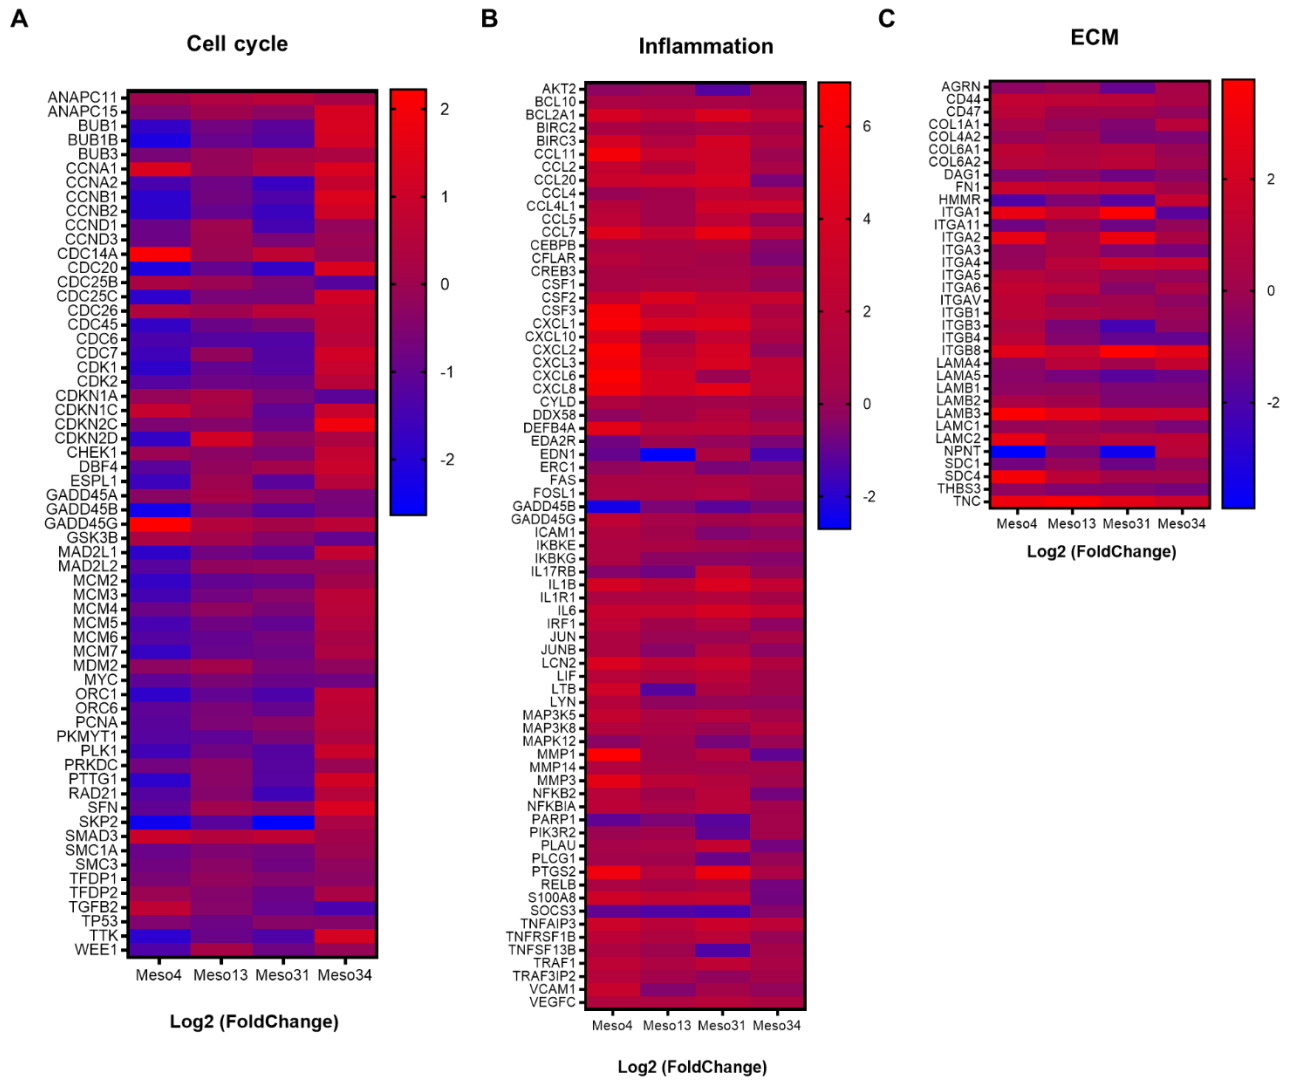 A
Cell cycle
ANAPC11
ANAPC15
BUB1
BUB1B
BUB3
CCNA1
CCNA2
CCNB1
CCNB2
CCND1
CCND3
CDC14A
CDC20
CDC25B
CDC25C
CDC26
CDC45
CDC6
CDC7
CDK1
CDK2
CDKN1A
CDKN1C
CDKN2C
CDKN2D
CHEK1
DBF4
ESPL1
GADD45A
GADD45B
GADD45G
GSK3B
MAD2L1
MAD2L2
MCM2
MCM3
MCM4
MCM5
MCM6
MCM7
MDM2
MYC
ORC1
ORC6
PCNA
PKMYT1
PLK1
PRKDC
PTTG1
RAD21
SFN
SKP2
SMAD3
SMC1A
SMC3
TFDP1
TFDP2
TGFB2
TP53
TTK
WEE1
Meso4 Meso13 Meso31 Meso34
Log2 (FoldChange)
2
1
0
-1
-2
B
Inflammation
AKT2
BCL10
BCL2A1
BIRC2
BIRC3
CCL11
CCL2
CCL20
CCL4
CCL4L1
CCL5
CCL7
CEBPB
CFLAR
CREB3
CSF1
CSF2
CSF3
CXCL1
CXCL10
CXCL2
CXCL3
CXCL6
CXCL8
CYLD
DDX58
DEFB4A
EDA2R
EDN1
ERC1
FAS
FOSL1
GADD45B
GADD45G
ICAM1
IKBKE
IKBKG
IL17RB
IL1B
IL1R1
IL6
IRF1
JUN
JUNB
LCN2
LIF
LTB
LYN
MAP3K5
MAP3K8
MAPK12
MMP1
MMP14
MMP3
NFKB2
NFKBIA
PARP1
PIK3R2
PLAU
PLCG1
PTGS2
RELB
S100A8
SOCS3
TNFAIP3
TNFRSF1B
TNFSF13B
TRAF1
TRAF3IP2
VCAM1
VEGFC
Meso4 Meso13 Meso31 Meso34
Log2 (FoldChange)
6
4
2
0
-2
C
ECM
AGRN
CD44
CD47
COL1A1
COL4A2
COL6A1
COL6A2
DAG1
FN1
HMMR
ITGA1
ITGA11
ITGA2
ITGA3
ITGA4
ITGA5
ITGA6
ITGAV
ITGB1
ITGB3
ITGB4
ITGB8
LAMA4
LAMA5
LAMB1
LAMB2
LAMB3
LAMC1
LAMC2
NPNT
SDC1
SDC4
THBS3
TNC
Meso4 Meso13 Meso31 Meso34
Log2 (FoldChange)
2
0
-2